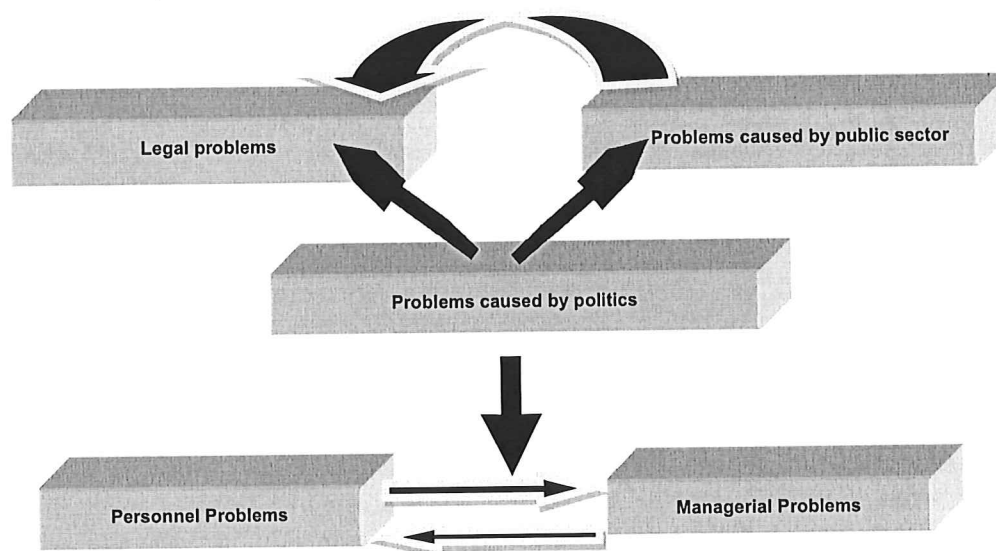 Legal problems
Problems caused by public sector
Problems caused by politics
Personnel Problems
Managerial Problems